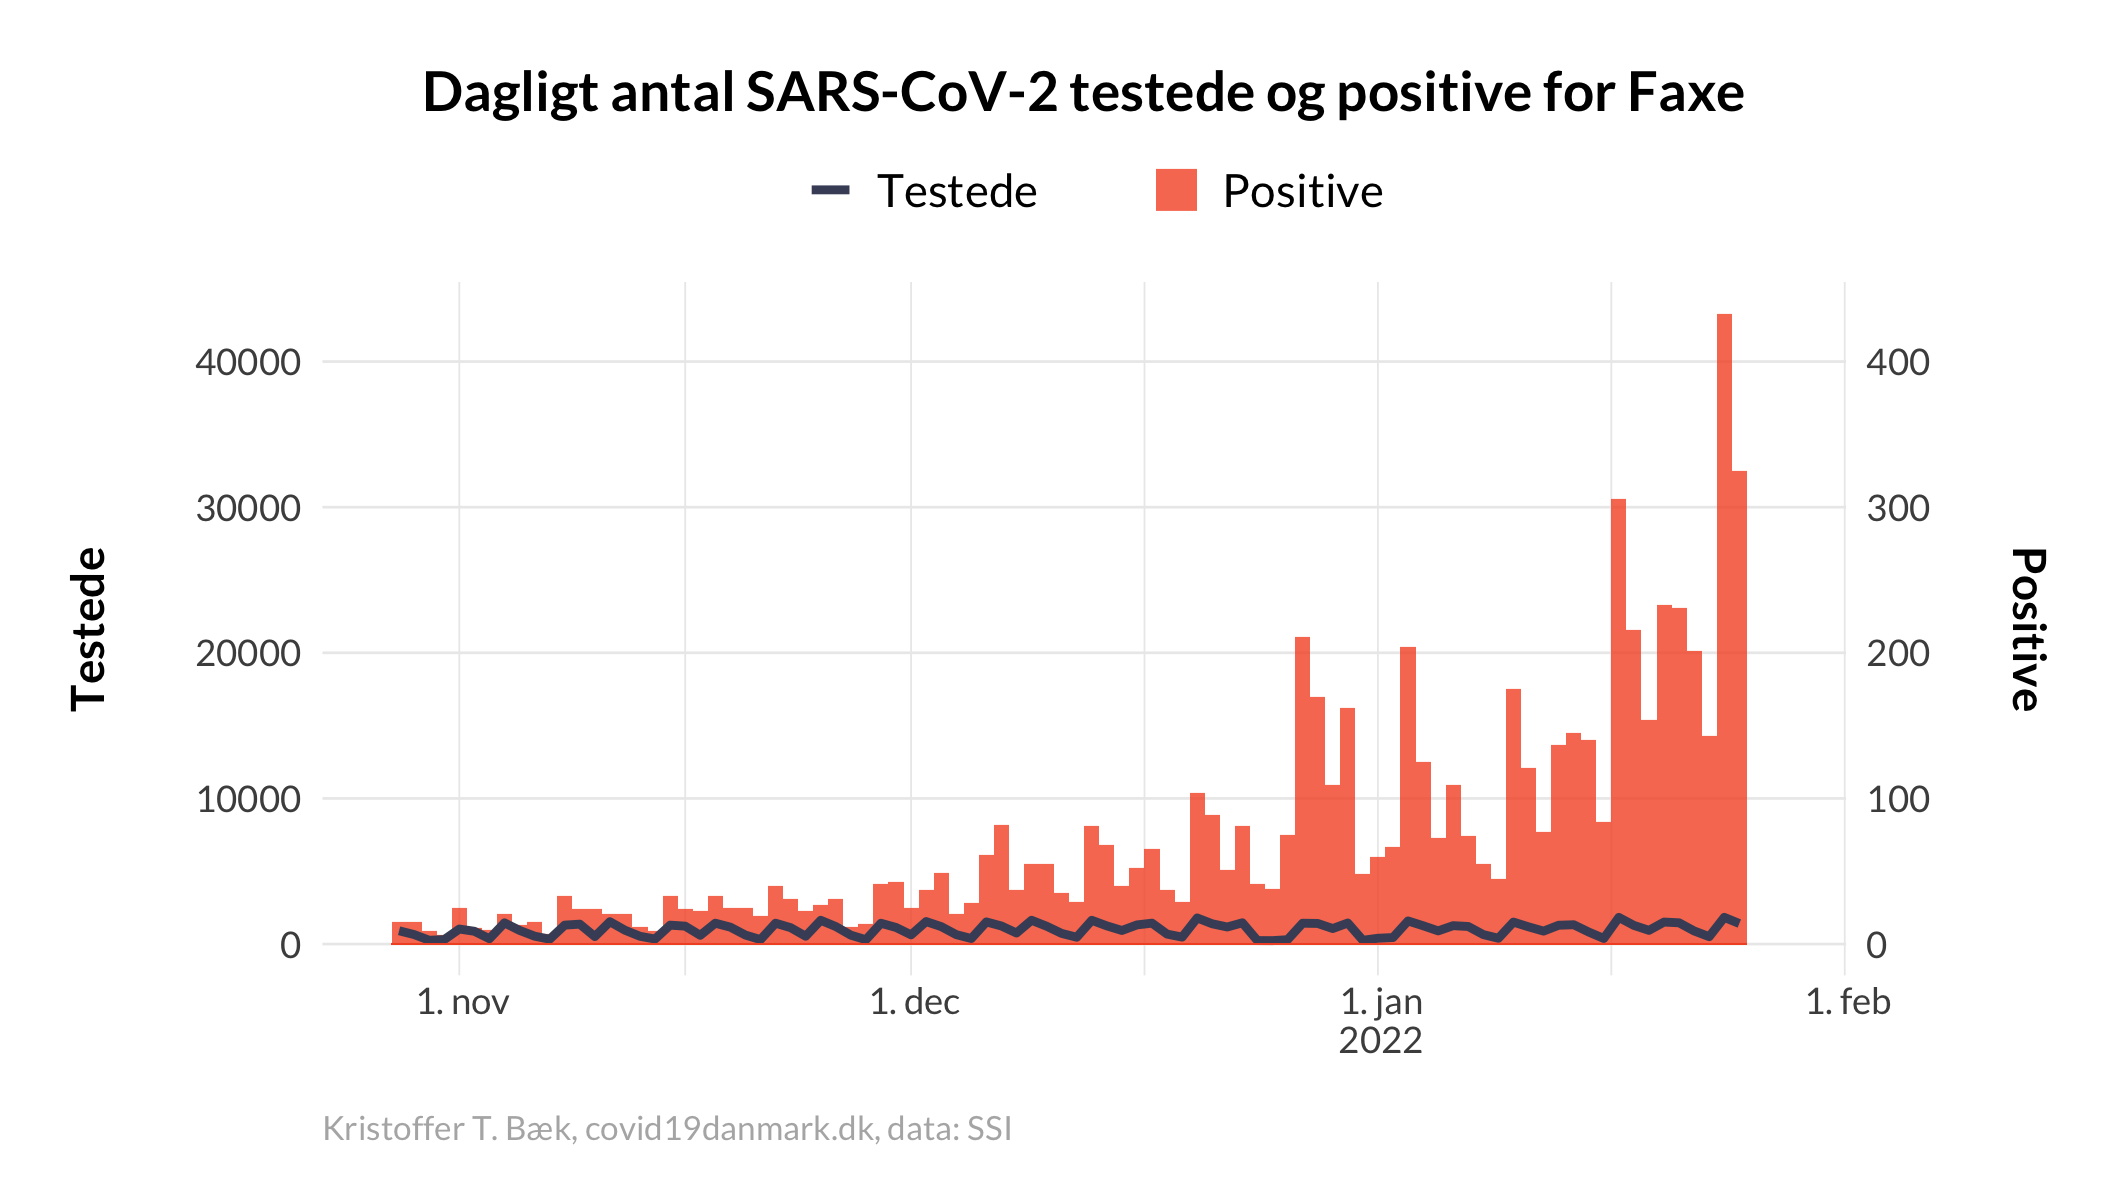 Dagligt antal SARS-CoV-2 testede og positive for Faxe
Testede
Positive
40000
30000
20000
10000
0
400
300
200
100
0
Testede
Positive
1. nov
1. dec
1. jan
2022
1. feb
Kristoffer T. Bæk, covid19danmark.dk, data: SSI